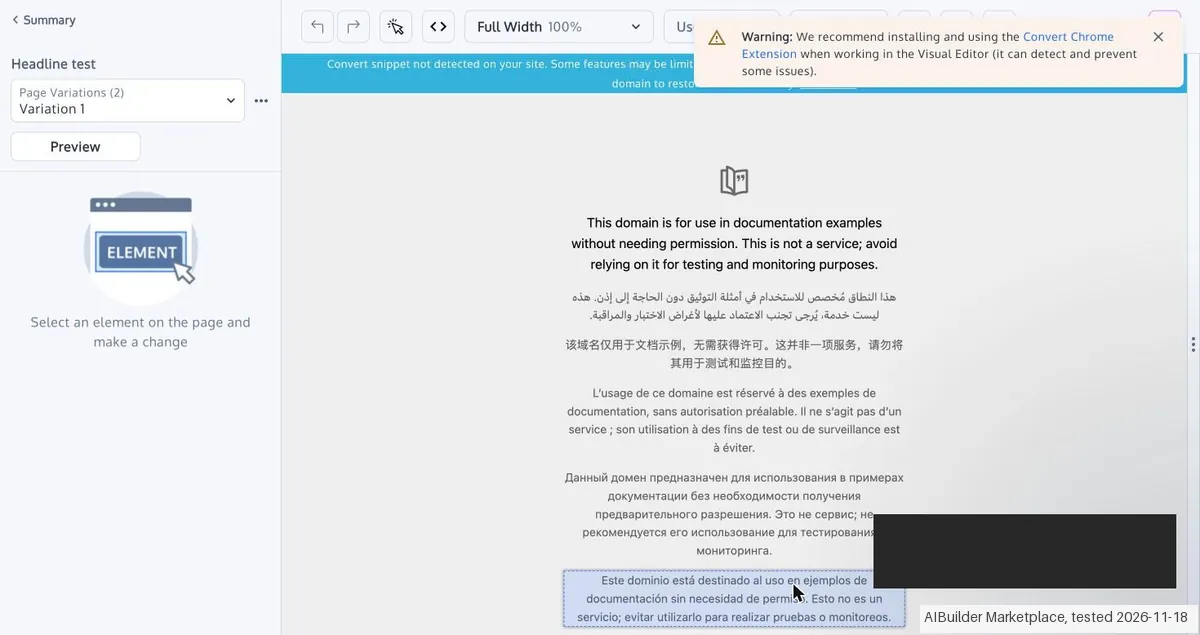 Summary
Headline test
Page Variations (2)
Variation 1
Preview
ELEMENT
Select an element on the page and
make a change
Full Width 100%
Use
Warning: We recommend installing and using the Convert Chrome
Extension when working in the Visual Editor (it can detect and prevent
some issues).
Convert snippet not detected on your site. Some features may be limit
domain to resto
This domain is for use in documentation examples
without needing permission. This is not a service; avoid
relying on it for testing and monitoring purposes.
هذا النطاق مُخصص للاستخدام في أمثلة التوثيق دون الحاجة إلى إذن. هذه
ليست خدمة، يُرجى تجنب الاعتماد عليها لأغراض الاختبار والمراقبة.
该域名仅用于文档示例，无需获得许可。这并非一项服务，请勿将
其用于测试和监控目的。
L’usage de ce domaine est réservé à des exemples de
documentation, sans autorisation préalable. Il ne s’agit pas d’un
service ; son utilisation à des fins de test ou de surveillance est
à éviter.
Данный домен предназначен для использования в примерах
документации без необходимости получения
предварительного разрешения. Это не сервис; не
рекомендуется его использование для тестирования
мониторинга.
Este dominio está destinado al uso en ejemplos de
documentación sin necesidad de permiso. Esto no es un
servicio; evitar utilizarlo para realizar pruebas o monitoreos.
AIBuilder Marketplace, tested 2026-11-18